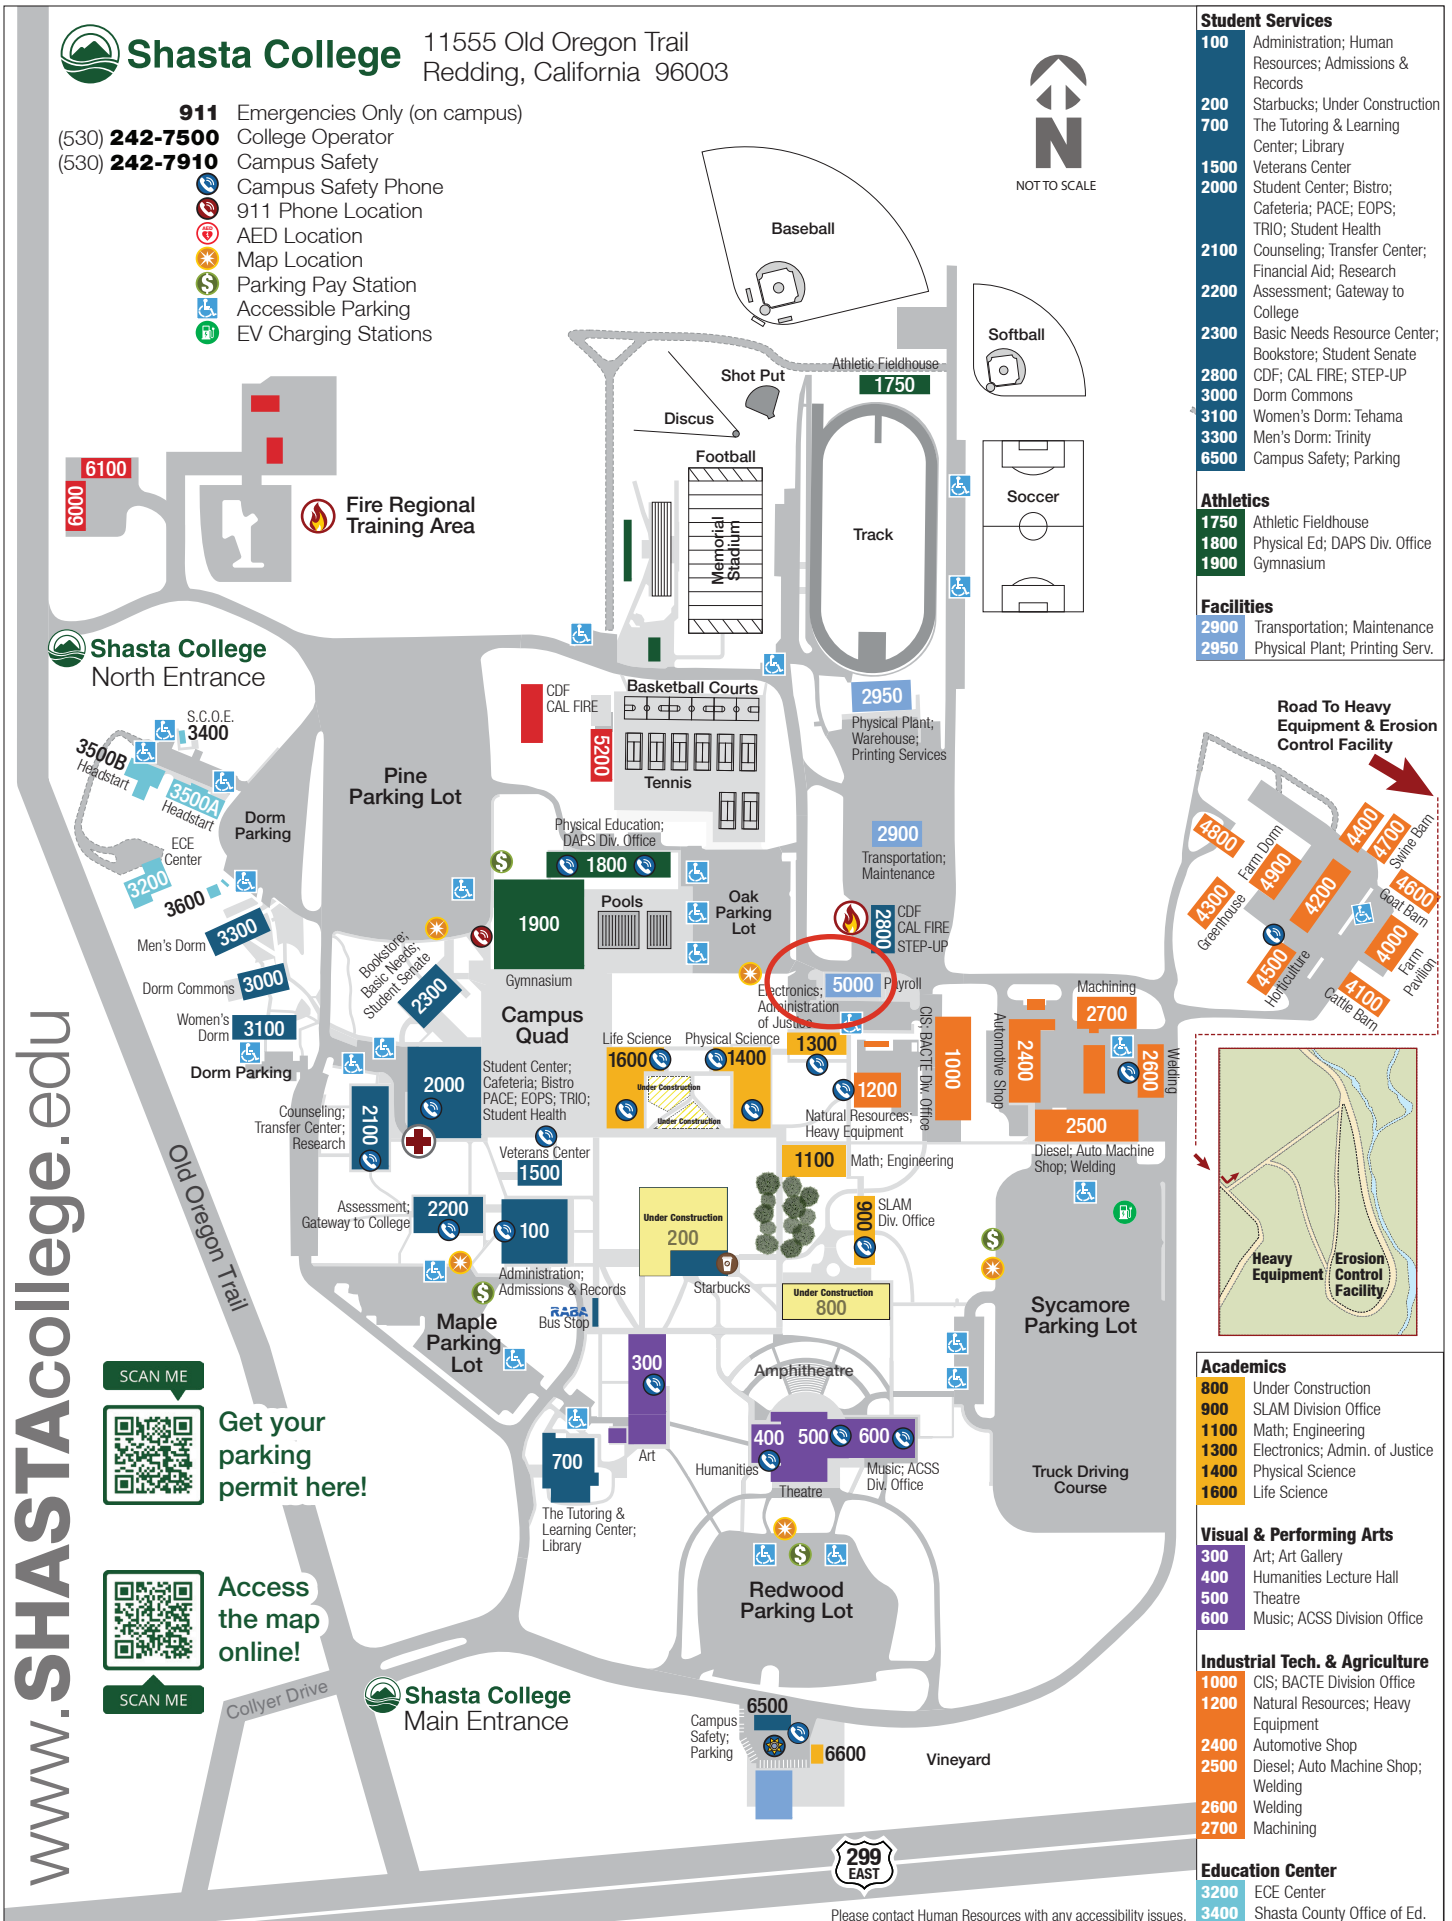 Shasta College
11555 Old Oregon Trail
Redding, California 96003
911 Emergencies Only (on campus)
(530) 242-7500 College Operator
(530) 242-7910 Campus Safety
Campus Safety Phone
911 Phone Location
AED Location
Map Location
Parking Pay Station
Accessible Parking
EV Charging Stations
N
NOT TO SCALE
Student Services
100 Administration; Human
Resources; Admissions &
Records
200 Starbucks; Under Construction
700 The Tutoring & Learning
Center; Library
1500 Veterans Center
2000 Student Center; Bistro;
Cafeteria; PACE; EOPS;
TRIO; Student Health
2100 Counseling; Transfer Center;
Financial Aid; Research
2200 Assessment; Gateway to
College
2300 Basic Needs Resource Center;
Bookstore; Student Senate
2800 CDF; CAL FIRE; STEP-UP
3000 Dorm Commons
3100 Women's Dorm: Tehama
3300 Men's Dorm: Trinity
6500 Campus Safety; Parking
Athletics
1750 Athletic Fieldhouse
1800 Physical Ed; DAPS Div. Office
1900 Gymnasium
Facilities
2900 Transportation; Maintenance
2950 Physical Plant; Printing Serv.
Baseball
Softball
Athletic Fieldhouse
1750
Shot Put
Discus
Football
Memorial
Stadium
Track
Soccer
6100
6000
Fire Regional
Training Area
Shasta College
North Entrance
S.C.O.E.
3400
3500B
Headstart
3500A
Headstart
Dorm
Parking
ECE
Center
3200
3600
Men's Dorm
3300
Dorm Commons
3000
Women's
Dorm
3100
Dorm Parking
Pine
Parking Lot
CDF
CAL FIRE
5200
Basketball Courts
Tennis
2950
Physical Plant;
Warehouse;
Printing Services
2900
Transportation;
Maintenance
Physical Education;
DAPS Div. Office
1800
1900
Gymnasium
Pools
Oak
Parking
Lot
2800
CDF
CAL FIRE
STEP-UP
5000
Payroll
Electronics;
Administration
of Justice
1300
Bookstore;
Basic Needs;
Student Senate
2300
Campus
Quad
Life Science
1600
Physical Science
1400
Under Construction
Under Construction
1200
Natural Resources;
Heavy Equipment
CIS; BACTE Div. Office
1000
Automotive Shop
2400
Machining
2700
2600
Welding
2500
Diesel; Auto Machine
Shop; Welding
2000
Student Center;
Cafeteria; Bistro
PACE; EOPS; TRIO;
Student Health
Counseling;
Transfer Center;
Research
2100
Veterans Center
1500
1100
Math; Engineering
Assessment;
Gateway to College
2200
100
Administration;
Admissions & Records
Under Construction
200
Starbucks
900
SLAM
Div. Office
Under Construction
800
RABA
Bus Stop
Maple
Parking
Lot
Sycamore
Parking Lot
300
Art
Amphitheatre
400
500
600
Humanities
Theatre
Music; ACSS
Div. Office
700
The Tutoring &
Learning Center;
Library
Truck Driving
Course
Redwood
Parking Lot
Old Oregon Trail
Collyer Drive
www.SHASTAcollege.edu
SCAN ME
Get your
parking
permit here!
Access
the map
online!
SCAN ME
Shasta College
Main Entrance
6500
Campus
Safety;
Parking
6600
Vineyard
299
EAST
Please contact Human Resources with any accessibility issues.
Road To Heavy
Equipment & Erosion
Control Facility
4800
Farm Dorm
4900
4300
Greenhouse
4200
4400
4700
Swine Barn
4600
Goat Barn
4000
Farm
Pavilion
4500
Horticulture
4100
Cattle Barn
Heavy
Equipment
Erosion
Control
Facility
Academics
800 Under Construction
900 SLAM Division Office
1100 Math; Engineering
1300 Electronics; Admin. of Justice
1400 Physical Science
1600 Life Science
Visual & Performing Arts
300 Art; Art Gallery
400 Humanities Lecture Hall
500 Theatre
600 Music; ACSS Division Office
Industrial Tech. & Agriculture
1000 CIS; BACTE Division Office
1200 Natural Resources; Heavy
Equipment
2400 Automotive Shop
2500 Diesel; Auto Machine Shop;
Welding
2600 Welding
2700 Machining
Education Center
3200 ECE Center
3400 Shasta County Office of Ed.